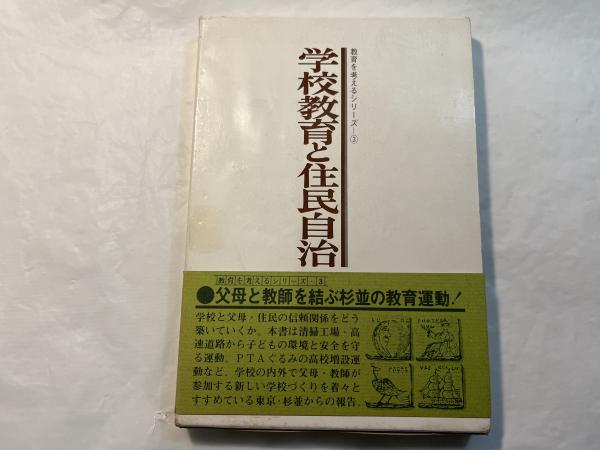 教育を考えるシリーズ—③
学校教育と住民自治
教育を考えるシリーズ・3
●父母と教師を結ぶ杉並の教育運動!
学校と父母・住民の信頼関係をどう
築いていくか。本書は清掃工場・高
速道路から子どもの環境と安全を守
る運動、PTAぐるみの高校増設運
動など、学校の内外で父母・教師が
参加する新しい学校づくりを着々と
すすめている東京・杉並からの報告。